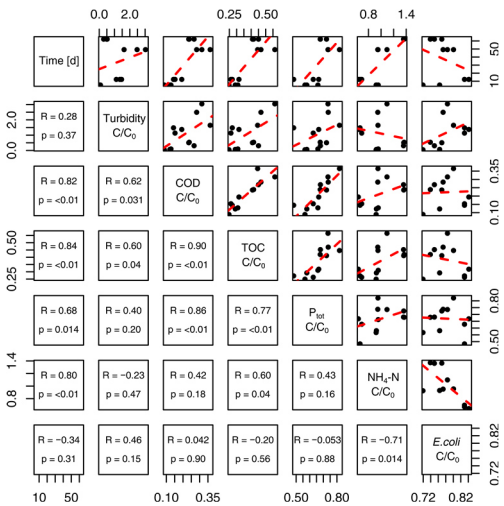 0.0 2.0 0.25 0.50 0.8 1.4
Time [d]
10 50
0.0 2.0
R = 0.28
p = 0.37
Turbidity
C/C₀
R = 0.82
p = <0.01
R = 0.62
p = 0.031
COD
C/C₀
0.10 0.35
0.25 0.50
R = 0.84
p = <0.01
R = 0.60
p = 0.04
R = 0.90
p = <0.01
TOC
C/C₀
R = 0.68
p = 0.014
R = 0.40
p = 0.20
R = 0.86
p = <0.01
R = 0.77
p = <0.01
Ptot
C/C₀
0.50 0.80
0.8 1.4
R = 0.80
p = <0.01
R = −0.23
p = 0.47
R = 0.42
p = 0.18
R = 0.60
p = 0.04
R = 0.43
p = 0.16
NH₄-N
C/C₀
R = −0.34
p = 0.31
R = 0.46
p = 0.15
R = 0.042
p = 0.90
R = −0.20
p = 0.56
R = −0.053
p = 0.88
R = −0.71
p = 0.014
E.coli
C/C₀
0.72 0.82
10 50 0.10 0.35 0.50 0.80 0.72 0.82